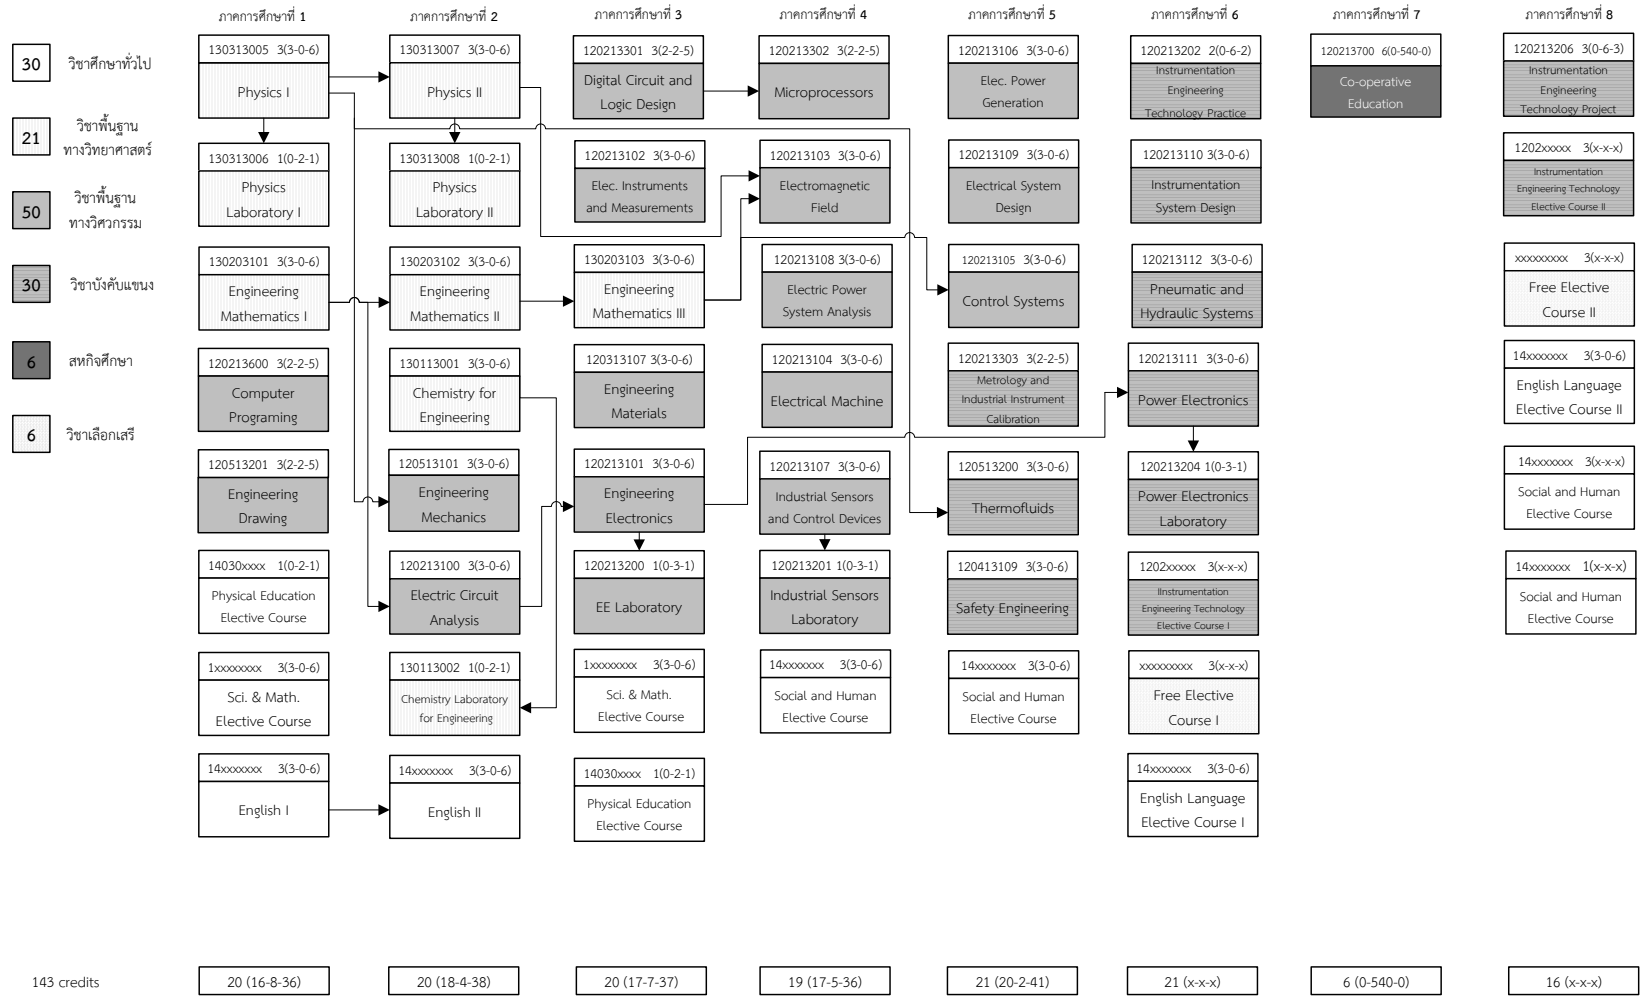 ภาคการศึกษาที่ 1
ภาคการศึกษาที่ 2
ภาคการศึกษาที่ 3
ภาคการศึกษาที่ 4
ภาคการศึกษาที่ 5
ภาคการศึกษาที่ 6
ภาคการศึกษาที่ 7
ภาคการศึกษาที่ 8
30
วิชาศึกษาทั่วไป
21
วิชาพื้นฐาน
ทางวิทยาศาสตร์
50
วิชาพื้นฐาน
ทางวิศวกรรม
30
วิชาบังคับแขนง
6
สหกิจศึกษา
6
วิชาเลือกเสรี
130313005 3(3-0-6)
Physics I
130313006 1(0-2-1)
Physics
Laboratory I
130203101 3(3-0-6)
Engineering
Mathematics I
120213600 3(2-2-5)
Computer
Programing
120513201 3(2-2-5)
Engineering
Drawing
14030xxxx 1(0-2-1)
Physical Education
Elective Course
1xxxxxxxx 3(3-0-6)
Sci. & Math.
Elective Course
14xxxxxxx 3(3-0-6)
English I
130313007 3(3-0-6)
Physics II
130313008 1(0-2-1)
Physics
Laboratory II
130203102 3(3-0-6)
Engineering
Mathematics II
130113001 3(3-0-6)
Chemistry for
Engineering
120513101 3(3-0-6)
Engineering
Mechanics
120213100 3(3-0-6)
Electric Circuit
Analysis
130113002 1(0-2-1)
Chemistry Laboratory
for Engineering
14xxxxxxx 3(3-0-6)
English II
120213301 3(2-2-5)
Digital Circuit and
Logic Design
120213102 3(3-0-6)
Elec. Instruments
and Measurements
130203103 3(3-0-6)
Engineering
Mathematics III
120313107 3(3-0-6)
Engineering
Materials
120213101 3(3-0-6)
Engineering
Electronics
120213200 1(0-3-1)
EE Laboratory
1xxxxxxxx 3(3-0-6)
Sci. & Math.
Elective Course
14030xxxx 1(0-2-1)
Physical Education
Elective Course
120213302 3(2-2-5)
Microprocessors
120213103 3(3-0-6)
Electromagnetic
Field
120213108 3(3-0-6)
Electric Power
System Analysis
120213104 3(3-0-6)
Electrical Machine
120213107 3(3-0-6)
Industrial Sensors
and Control Devices
120213201 1(0-3-1)
Industrial Sensors
Laboratory
14xxxxxxx 3(3-0-6)
Social and Human
Elective Course
120213106 3(3-0-6)
Elec. Power
Generation
120213109 3(3-0-6)
Electrical System
Design
120213105 3(3-0-6)
Control Systems
120213303 3(2-2-5)
Metrology and
Industrial Instrument
Calibration
120513200 3(3-0-6)
Thermofluids
120413109 3(3-0-6)
Safety Engineering
14xxxxxxx 3(3-0-6)
Social and Human
Elective Course
120213202 2(0-6-2)
Instrumentation
Engineering
Technology Practice
120213110 3(3-0-6)
Instrumentation
System Design
120213112 3(3-0-6)
Pneumatic and
Hydraulic Systems
120213111 3(3-0-6)
Power Electronics
120213204 1(0-3-1)
Power Electronics
Laboratory
1202xxxxx 3(x-x-x)
IInstrumentation
Engineering Technology
Elective Course I
xxxxxxxxx 3(x-x-x)
Free Elective
Course I
14xxxxxxx 3(3-0-6)
English Language
Elective Course I
120213700 6(0-540-0)
Co-operative
Education
120213206 3(0-6-3)
Instrumentation
Engineering
Technology Project
1202xxxxx 3(x-x-x)
Instrumentation
Engineering Technology
Elective Course II
xxxxxxxxx 3(x-x-x)
Free Elective
Course II
14xxxxxxx 3(3-0-6)
English Language
Elective Course II
14xxxxxxx 3(x-x-x)
Social and Human
Elective Course
14xxxxxxx 1(x-x-x)
Social and Human
Elective Course
143 credits
20 (16-8-36)
20 (18-4-38)
20 (17-7-37)
19 (17-5-36)
21 (20-2-41)
21 (x-x-x)
6 (0-540-0)
16 (x-x-x)